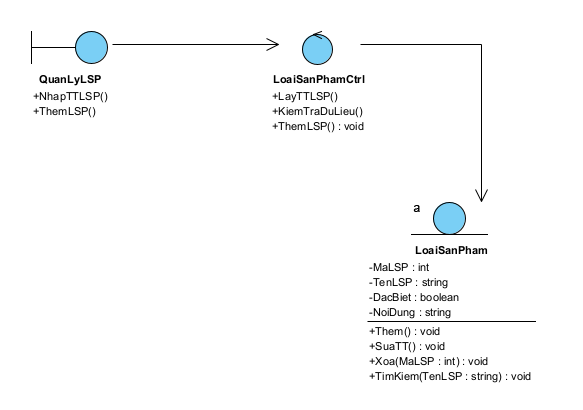 QuanLyLSP
+NhapTTLSP()
+ThemLSP()
LoaiSanPhamCtrl
+LayTTLSP()
+KiemTraDuLieu()
+ThemLSP() : void
a
LoaiSanPham
-MaLSP : int
-TenLSP : string
-DacBiet : boolean
-NoiDung : string
+Them() : void
+SuaTT() : void
+Xoa(MaLSP : int) : void
+TimKiem(TenLSP : string) : void